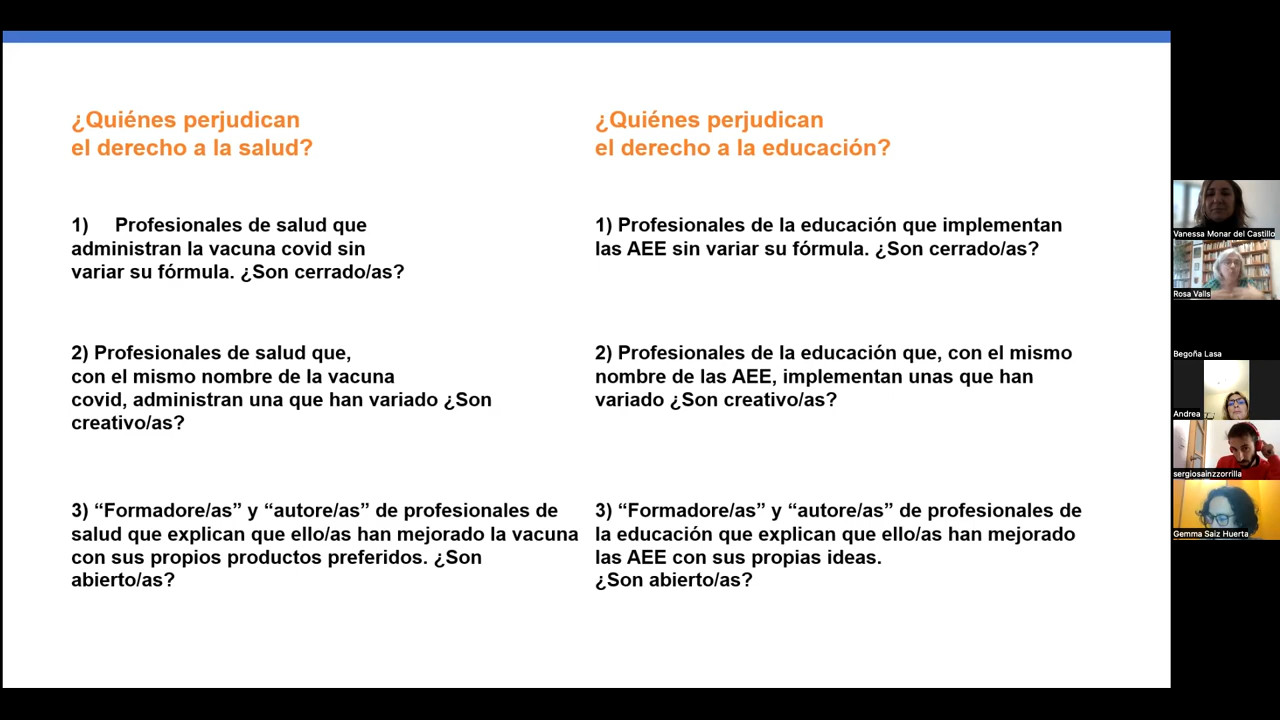 ¿Quiénes perjudican
el derecho a la salud?
1) Profesionales de salud que
administran la vacuna covid sin
variar su fórmula. ¿Son cerrado/as?
2) Profesionales de salud que,
con el mismo nombre de la vacuna
covid, administran una que han variado ¿Son
creativo/as?
3) “Formadore/as” y “autore/as” de profesionales de
salud que explican que ello/as han mejorado la vacuna
con sus propios productos preferidos. ¿Son
abierto/as?
¿Quiénes perjudican
el derecho a la educación?
1) Profesionales de la educación que implementan
las AEE sin variar su fórmula. ¿Son cerrado/as?
2) Profesionales de la educación que, con el mismo
nombre de las AEE, implementan unas que han
variado ¿Son creativo/as?
3) “Formadore/as” y “autore/as” de profesionales de
la educación que explican que ello/as han mejorado
las AEE con sus propias ideas.
¿Son abierto/as?
Vanessa Monar del Castillo
Rosa Valls
Begoña Lasa
Andrea
sergiosainzzorrilla
Gemma Saiz Huerta